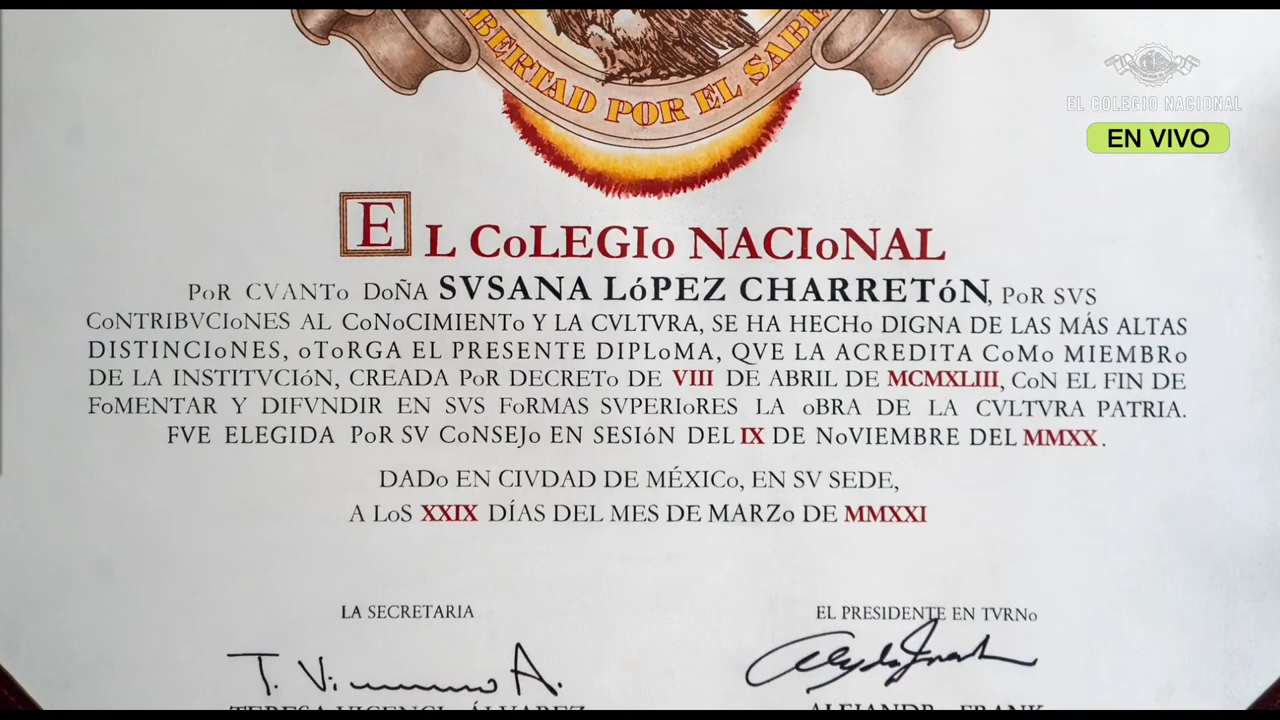 LIBERTAD POR EL SABE
EL COLEGIO NACIONAL
EN VIVO
EL CoLEGIo NACIoNAL
PoR CVANTo DoÑA SVSANA LóPEZ CHARRETóN, PoR SVS
CoNTRIBVCIoNES AL CoNoCIMIENTo Y LA CVLTVRA, SE HA HECHo DIGNA DE LAS MÁS ALTAS
DISTINCIoNES, oToRGA EL PRESENTE DIPLoMA, QVE LA ACREDITA CoMo MIEMBRo
DE LA INSTITVCIóN, CREADA PoR DECRETo DE VIII DE ABRIL DE MCMXLIII, CoN EL FIN DE
FoMENTAR Y DIFVNDIR EN SVS FoRMAS SVPERIoRES LA oBRA DE LA CVLTVRA PATRIA.
FVE ELEGIDA PoR SV CoNSEJo EN SESIóN DEL IX DE NoVIEMBRE DEL MMXX.
DADo EN CIVDAD DE MÉXICo, EN SV SEDE,
A LoS XXIX DÍAS DEL MES DE MARZo DE MMXXI
LA SECRETARIA
EL PRESIDENTE EN TVRNo
TERESA VICENCI ÁLVAREZ
FRANK